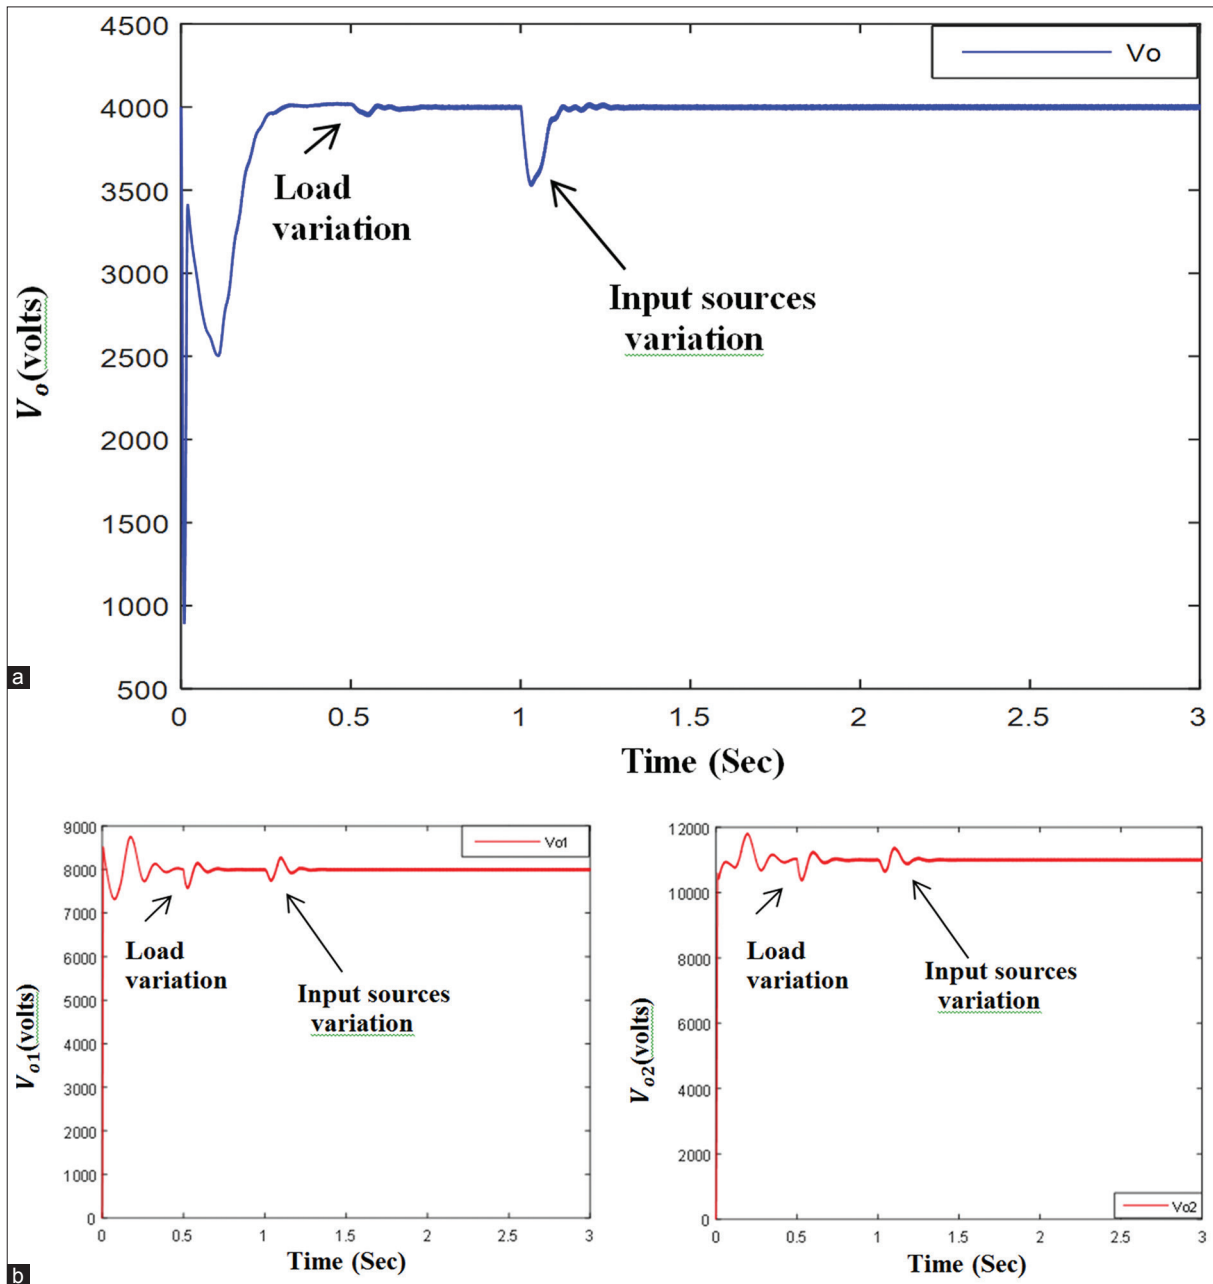 4500
Vo
4000
3500
3000
2500
2000
1500
1000
500
Load
variation
Input sources
variation
Vo(volts)
a
0
0.5
1
1.5
2
2.5
3
Time (Sec)
9000
8000
7000
6000
5000
4000
3000
2000
1000
0
Vo1
Load
variation
Input sources
variation
Vo1(volts)
0
0.5
1
1.5
2
2.5
3
Time (Sec)
12000
10000
8000
6000
4000
2000
0
Load
variation
Input sources
variation
Vo2(volts)
Vo2
0
0.5
1
1.5
2
2.5
3
Time (Sec)
b